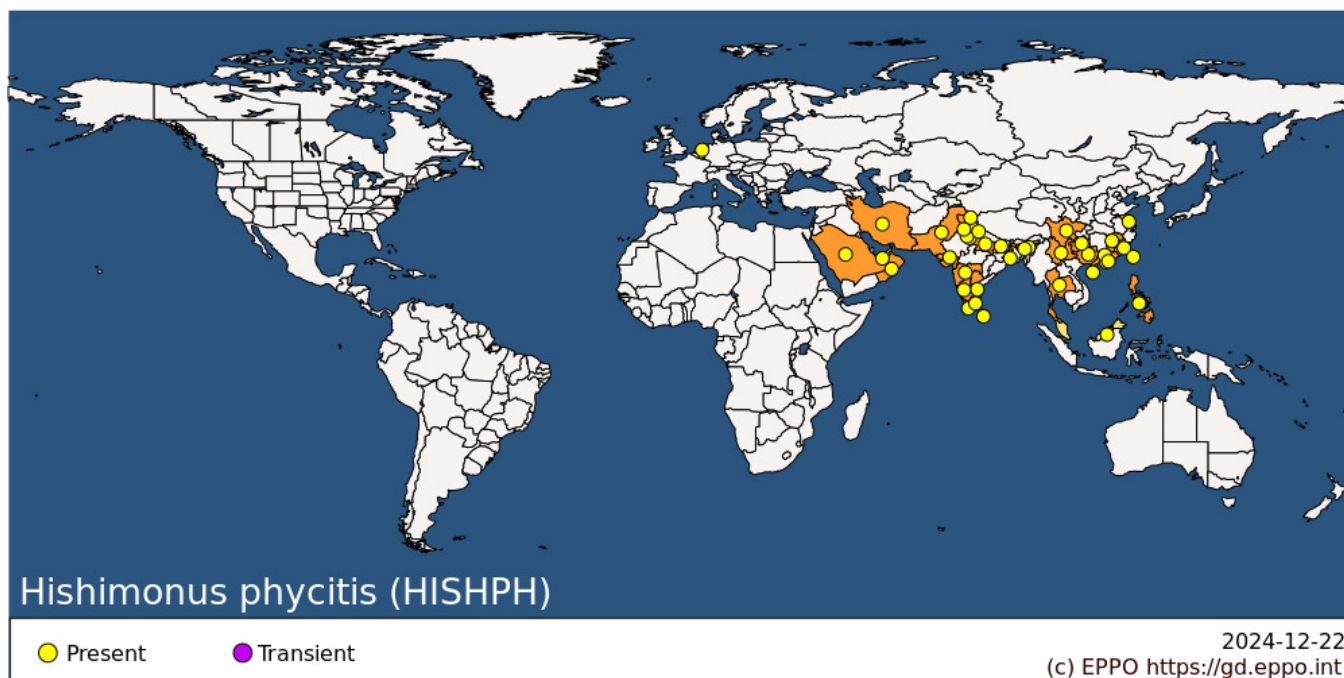 Hishimonus phycitis (HISHPH)
Present
Transient
2024-12-22
(c) EPPO https://gd.eppo.int